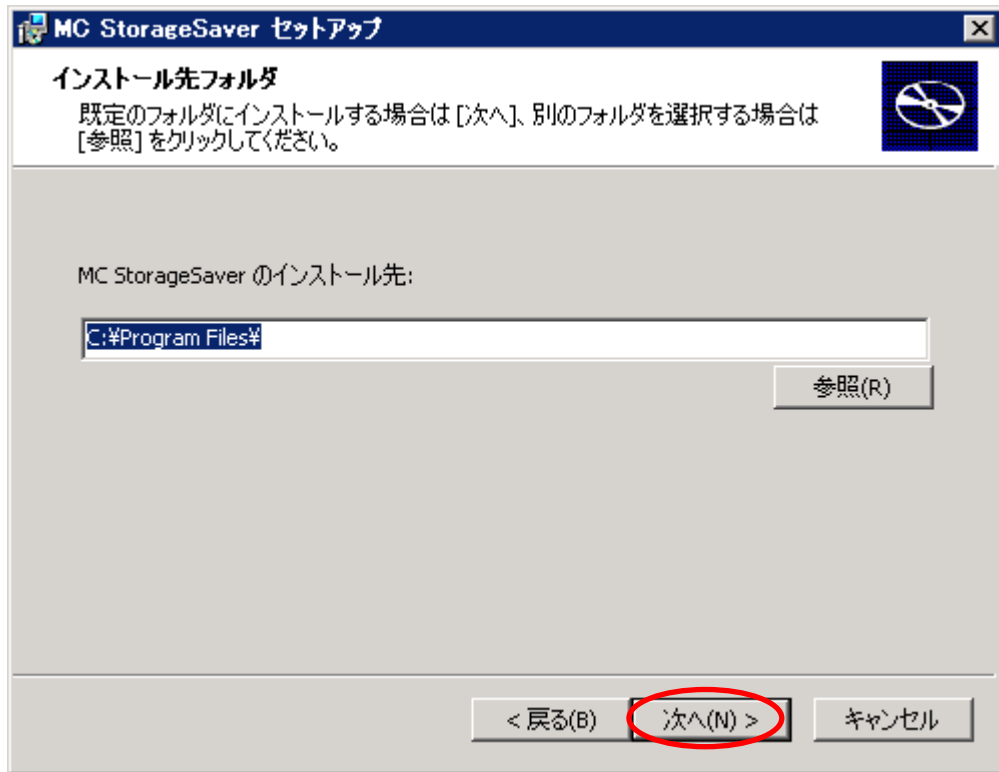 MC StorageSaver セットアップ
インストール先フォルダ
既定のフォルダにインストールする場合は [次へ]、別のフォルダを選択する場合は
[参照] をクリックしてください。
MC StorageSaver のインストール先:
C:¥Program Files¥
参照(R)
< 戻る(B)
次へ(N) >
キャンセル